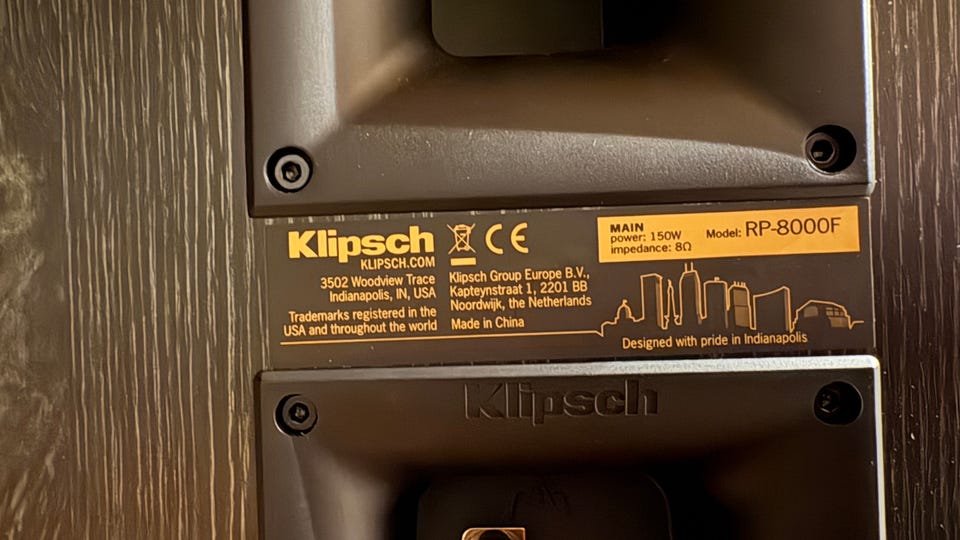 Klipsch
KLIPSCH.COM
3502 Woodview Trace
Indianapolis, IN, USA
Trademarks registered in the
USA and throughout the world
CE
Klipsch Group Europe B.V.,
Kapteynstraat 1, 2201 BB
Noordwijk, the Netherlands
Made in China
MAIN
power: 150W
impedance: 8Ω
Model: RP-8000F
Designed with pride in Indianapolis
Klipsch